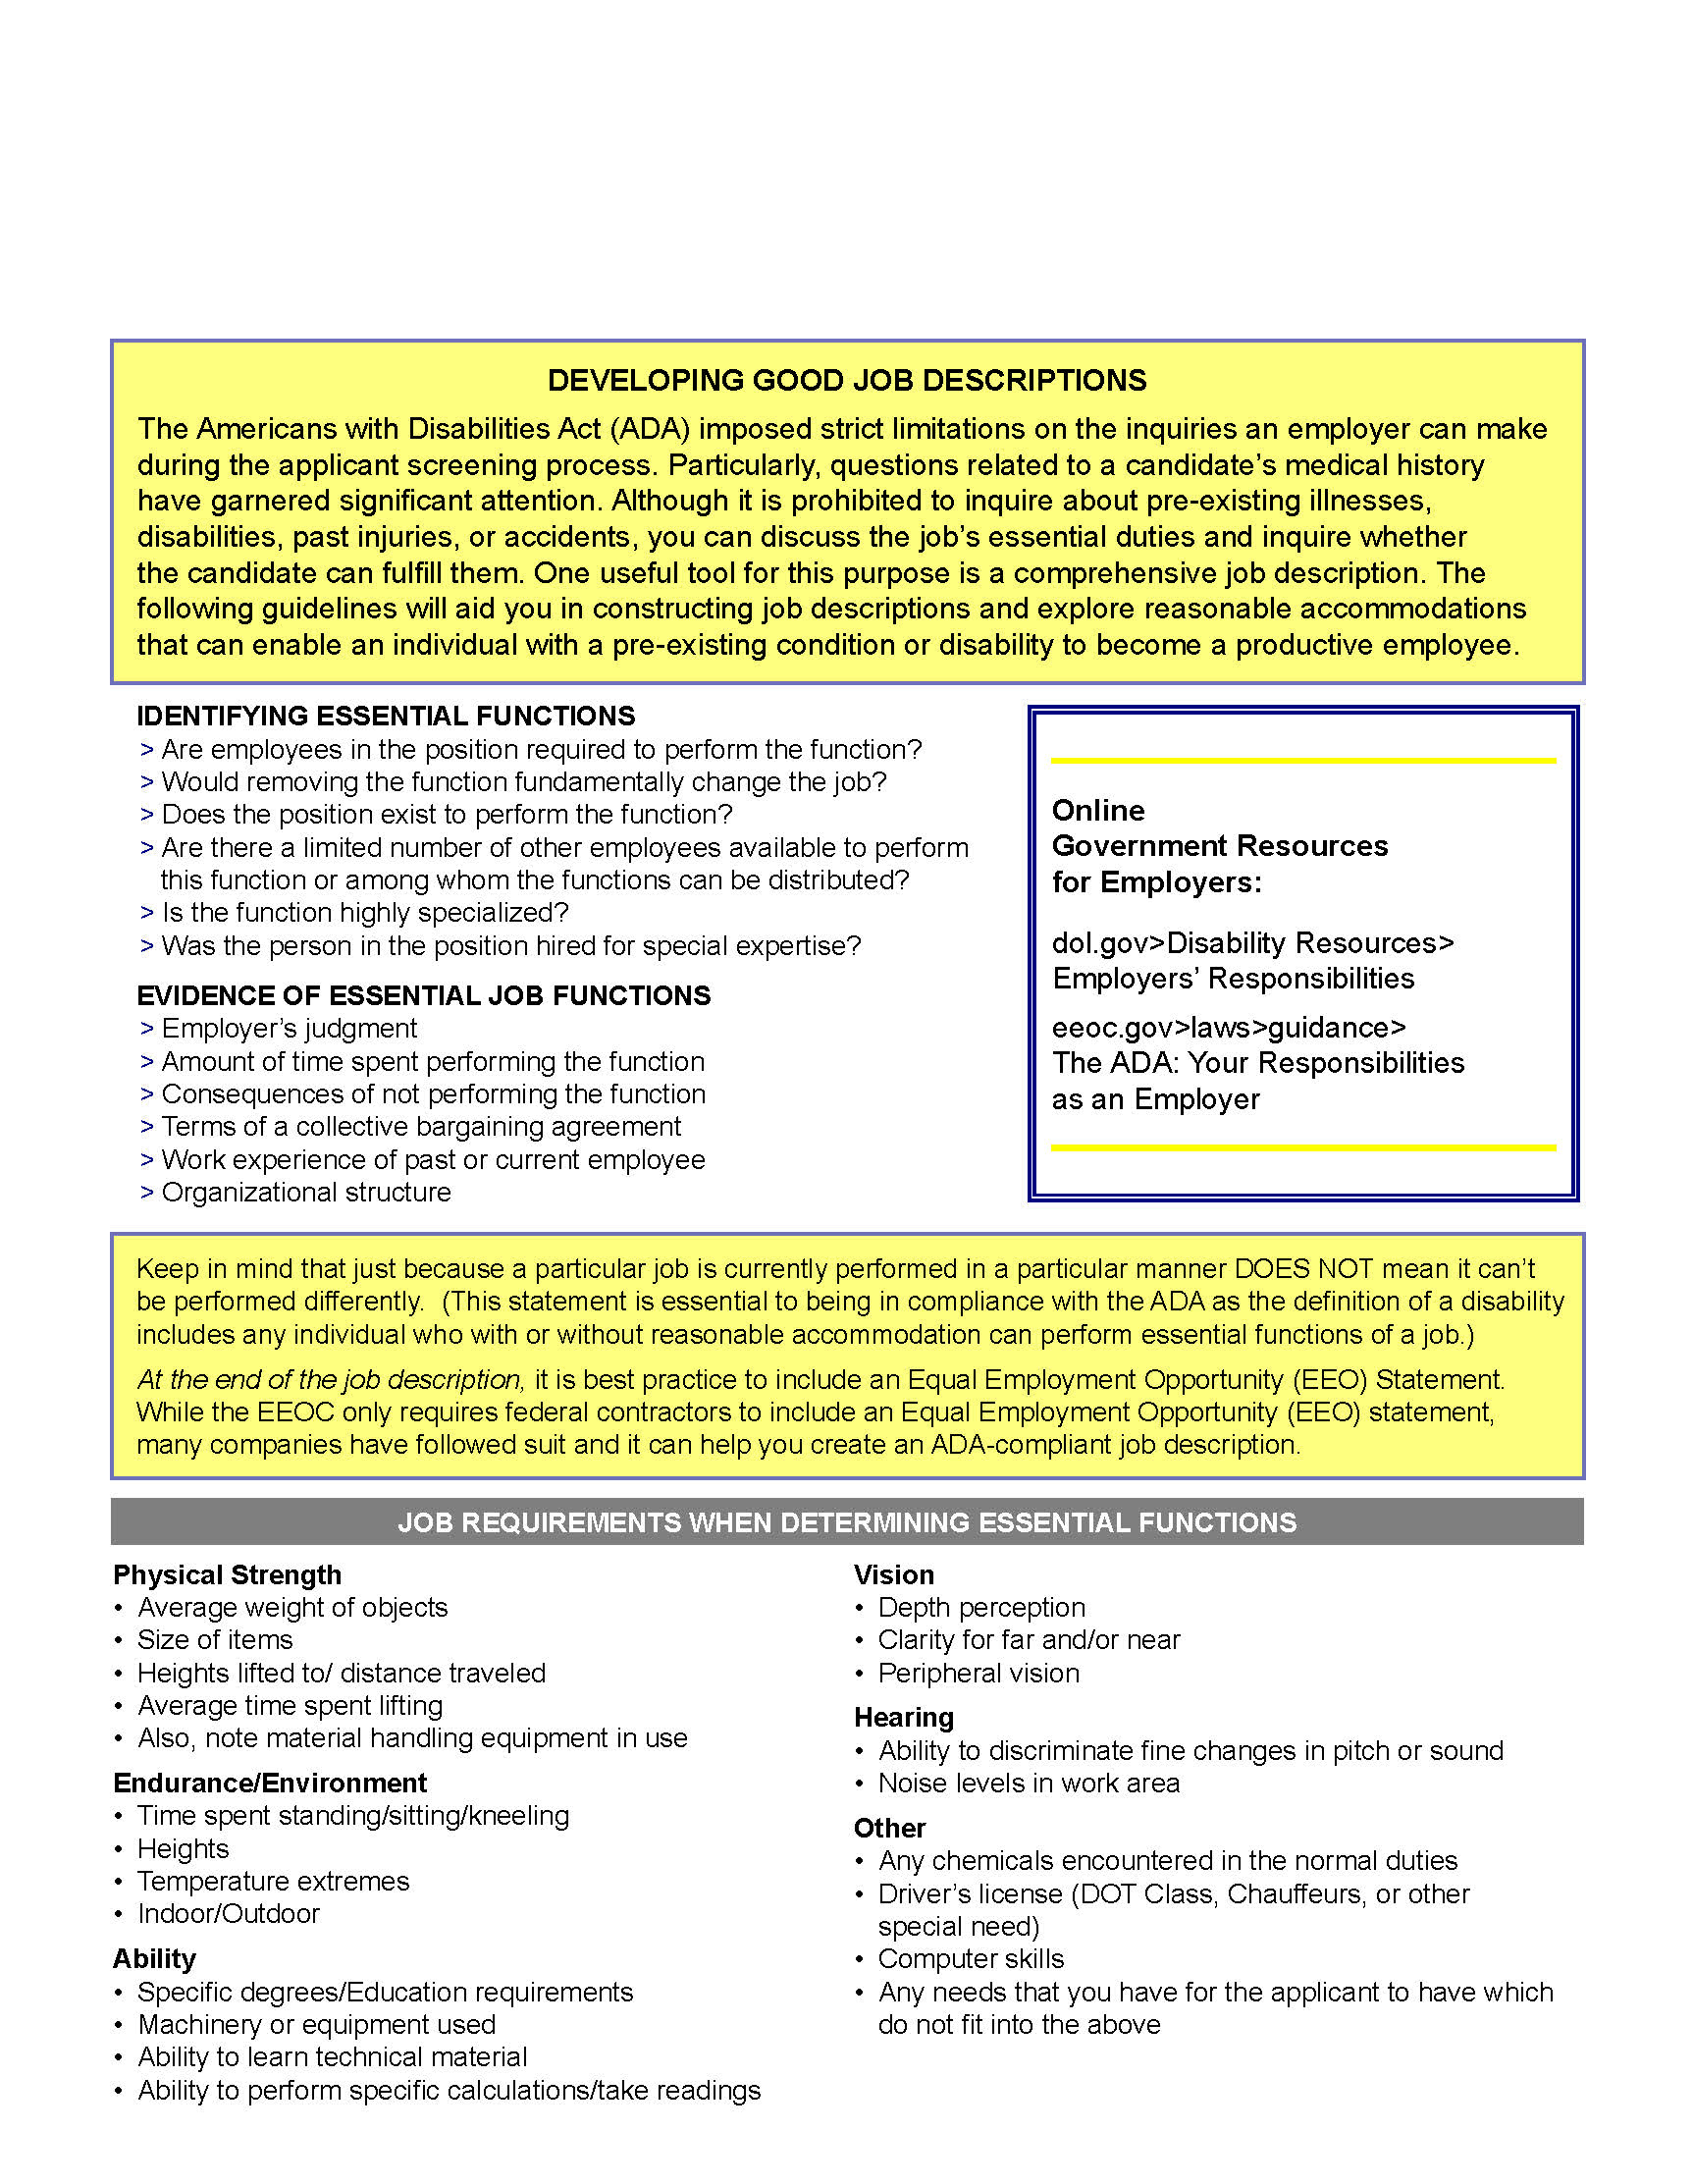 DEVELOPING GOOD JOB DESCRIPTIONS
The Americans with Disabilities Act (ADA) imposed strict limitations on the inquiries an employer can make
during the applicant screening process. Particularly, questions related to a candidate's medical history
have garnered significant attention. Although it is prohibited to inquire about pre-existing illnesses,
disabilities, past injuries, or accidents, you can discuss the job's essential duties and inquire whether
the candidate can fulfill them. One useful tool for this purpose is a comprehensive job description. The
following guidelines will aid you in constructing job descriptions and explore reasonable accommodations
that can enable an individual with a pre-existing condition or disability to become a productive employee.
IDENTIFYING ESSENTIAL FUNCTIONS
> Are employees in the position required to perform the function?
> Would removing the function fundamentally change the job?
> Does the position exist to perform the function?
> Are there a limited number of other employees available to perform
this function or among whom the functions can be distributed?
> Is the function highly specialized?
> Was the person in the position hired for special expertise?
EVIDENCE OF ESSENTIAL JOB FUNCTIONS
> Employer's judgment
> Amount of time spent performing the function
> Consequences of not performing the function
> Terms of a collective bargaining agreement
> Work experience of past or current employee
> Organizational structure
Online
Government Resources
for Employers:
dol.gov>Disability Resources>
Employers' Responsibilities
eeoc.gov>laws>guidance>
The ADA: Your Responsibilities
as an Employer
Keep in mind that just because a particular job is currently performed in a particular manner DOES NOT mean it can't
be performed differently.  (This statement is essential to being in compliance with the ADA as the definition of a disability
includes any individual who with or without reasonable accommodation can perform essential functions of a job.)
At the end of the job description, it is best practice to include an Equal Employment Opportunity (EEO) Statement.
While the EEOC only requires federal contractors to include an Equal Employment Opportunity (EEO) statement,
many companies have followed suit and it can help you create an ADA-compliant job description.
JOB REQUIREMENTS WHEN DETERMINING ESSENTIAL FUNCTIONS
Physical Strength
• Average weight of objects
• Size of items
• Heights lifted to/ distance traveled
• Average time spent lifting
• Also, note material handling equipment in use
Endurance/Environment
• Time spent standing/sitting/kneeling
• Heights
• Temperature extremes
• Indoor/Outdoor
Ability
• Specific degrees/Education requirements
• Machinery or equipment used
• Ability to learn technical material
• Ability to perform specific calculations/take readings
Vision
• Depth perception
• Clarity for far and/or near
• Peripheral vision
Hearing
• Ability to discriminate fine changes in pitch or sound
• Noise levels in work area
Other
• Any chemicals encountered in the normal duties
• Driver's license (DOT Class, Chauffeurs, or other
special need)
• Computer skills
• Any needs that you have for the applicant to have which
do not fit into the above